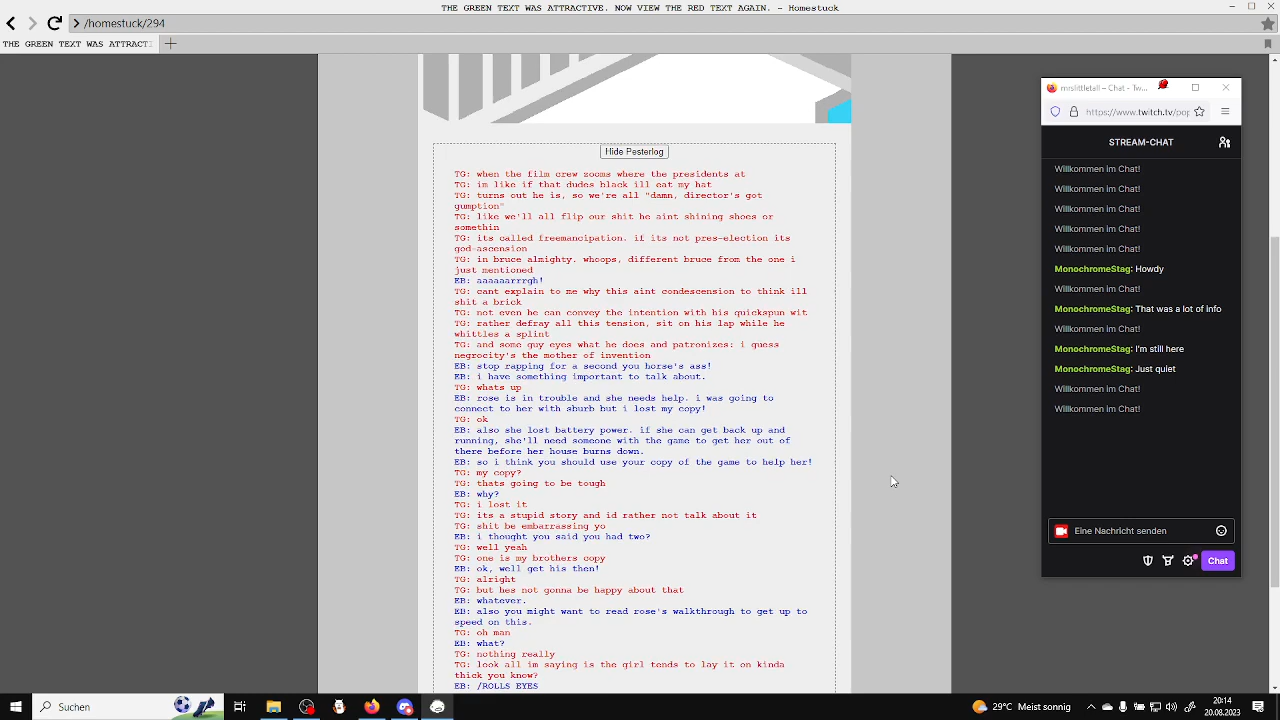 THE GREEN TEXT WAS ATTRACTIVE. NOW VIEW THE RED TEXT AGAIN. – Homestuck
/homestuck/294
THE GREEN TEXT WAS ATTRACTI
Hide Pesterlog
TG: when the film crew zooms where the presidents at
TG: im like if that dudes black ill eat my hat
TG: turns out he is, so we're all "damn, director's got
gumption"
TG: like we'll all flip our shit he aint shining shoes or
somethin
TG: its called freemancipation. if its not pres-election its
god-ascension
TG: in bruce almighty. whoops, different bruce from the one i
just mentioned
EB: aaaaaarrrgh!
TG: cant explain to me why this aint condescension to think ill
shit a brick
TG: not even he can convey the intention with his quickspun wit
TG: rather defray all this tension, sit on his lap while he
whittles a splint
TG: and some guy eyes what he does and patronizes: i guess
negrocity's the mother of invention
EB: stop rapping for a second you horse's ass!
EB: i have something important to talk about.
TG: whats up
EB: rose is in trouble and she needs help. i was going to
connect to her with sburb but i lost my copy!
TG: ok
EB: also she lost battery power. if she can get back up and
running, she'll need someone with the game to get her out of
there before her house burns down.
EB: so i think you should use your copy of the game to help her!
TG: my copy?
TG: thats going to be tough
EB: why?
TG: i lost it
TG: its a stupid story and id rather not talk about it
TG: shit be embarrassing yo
EB: i thought you said you had two?
TG: well yeah
TG: one is my brothers copy
EB: ok, well get his then!
TG: alright
TG: but hes not gonna be happy about that
EB: whatever.
EB: also you might want to read rose's walkthrough to get up to
speed on this.
TG: oh man
EB: what?
TG: nothing really
TG: look all im saying is the girl tends to lay it on kinda
thick you know?
EB: /ROLLS EYES
mrslittletall – Chat - Tw...
https://www.twitch.tv/pop
STREAM-CHAT
Willkommen im Chat!
Willkommen im Chat!
Willkommen im Chat!
Willkommen im Chat!
Willkommen im Chat!
MonochromeStag: Howdy
Willkommen im Chat!
MonochromeStag: That was a lot of info
Willkommen im Chat!
MonochromeStag: I'm still here
MonochromeStag: Just quiet
Willkommen im Chat!
Willkommen im Chat!
Eine Nachricht senden
Chat
Suchen
29°C Meist sonnig
20:14
20.08.2023